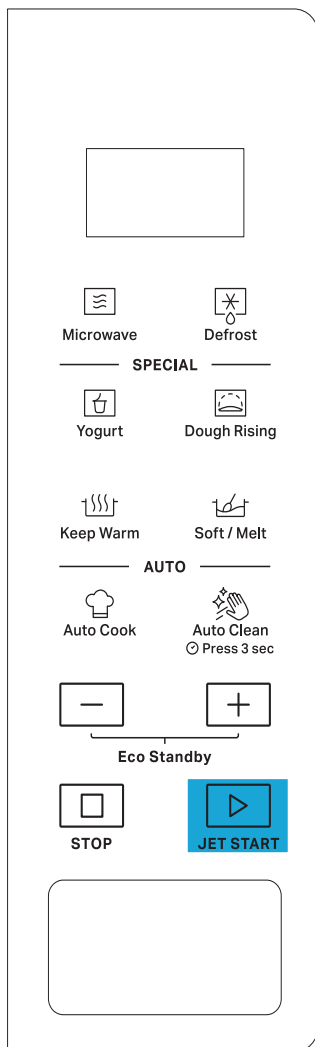 Microwave Defrost
SPECIAL
Yogurt Dough Rising
Keep Warm Soft / Melt
AUTO
Auto Cook Auto Clean
Press 3 sec
Eco Standby
STOP JET START